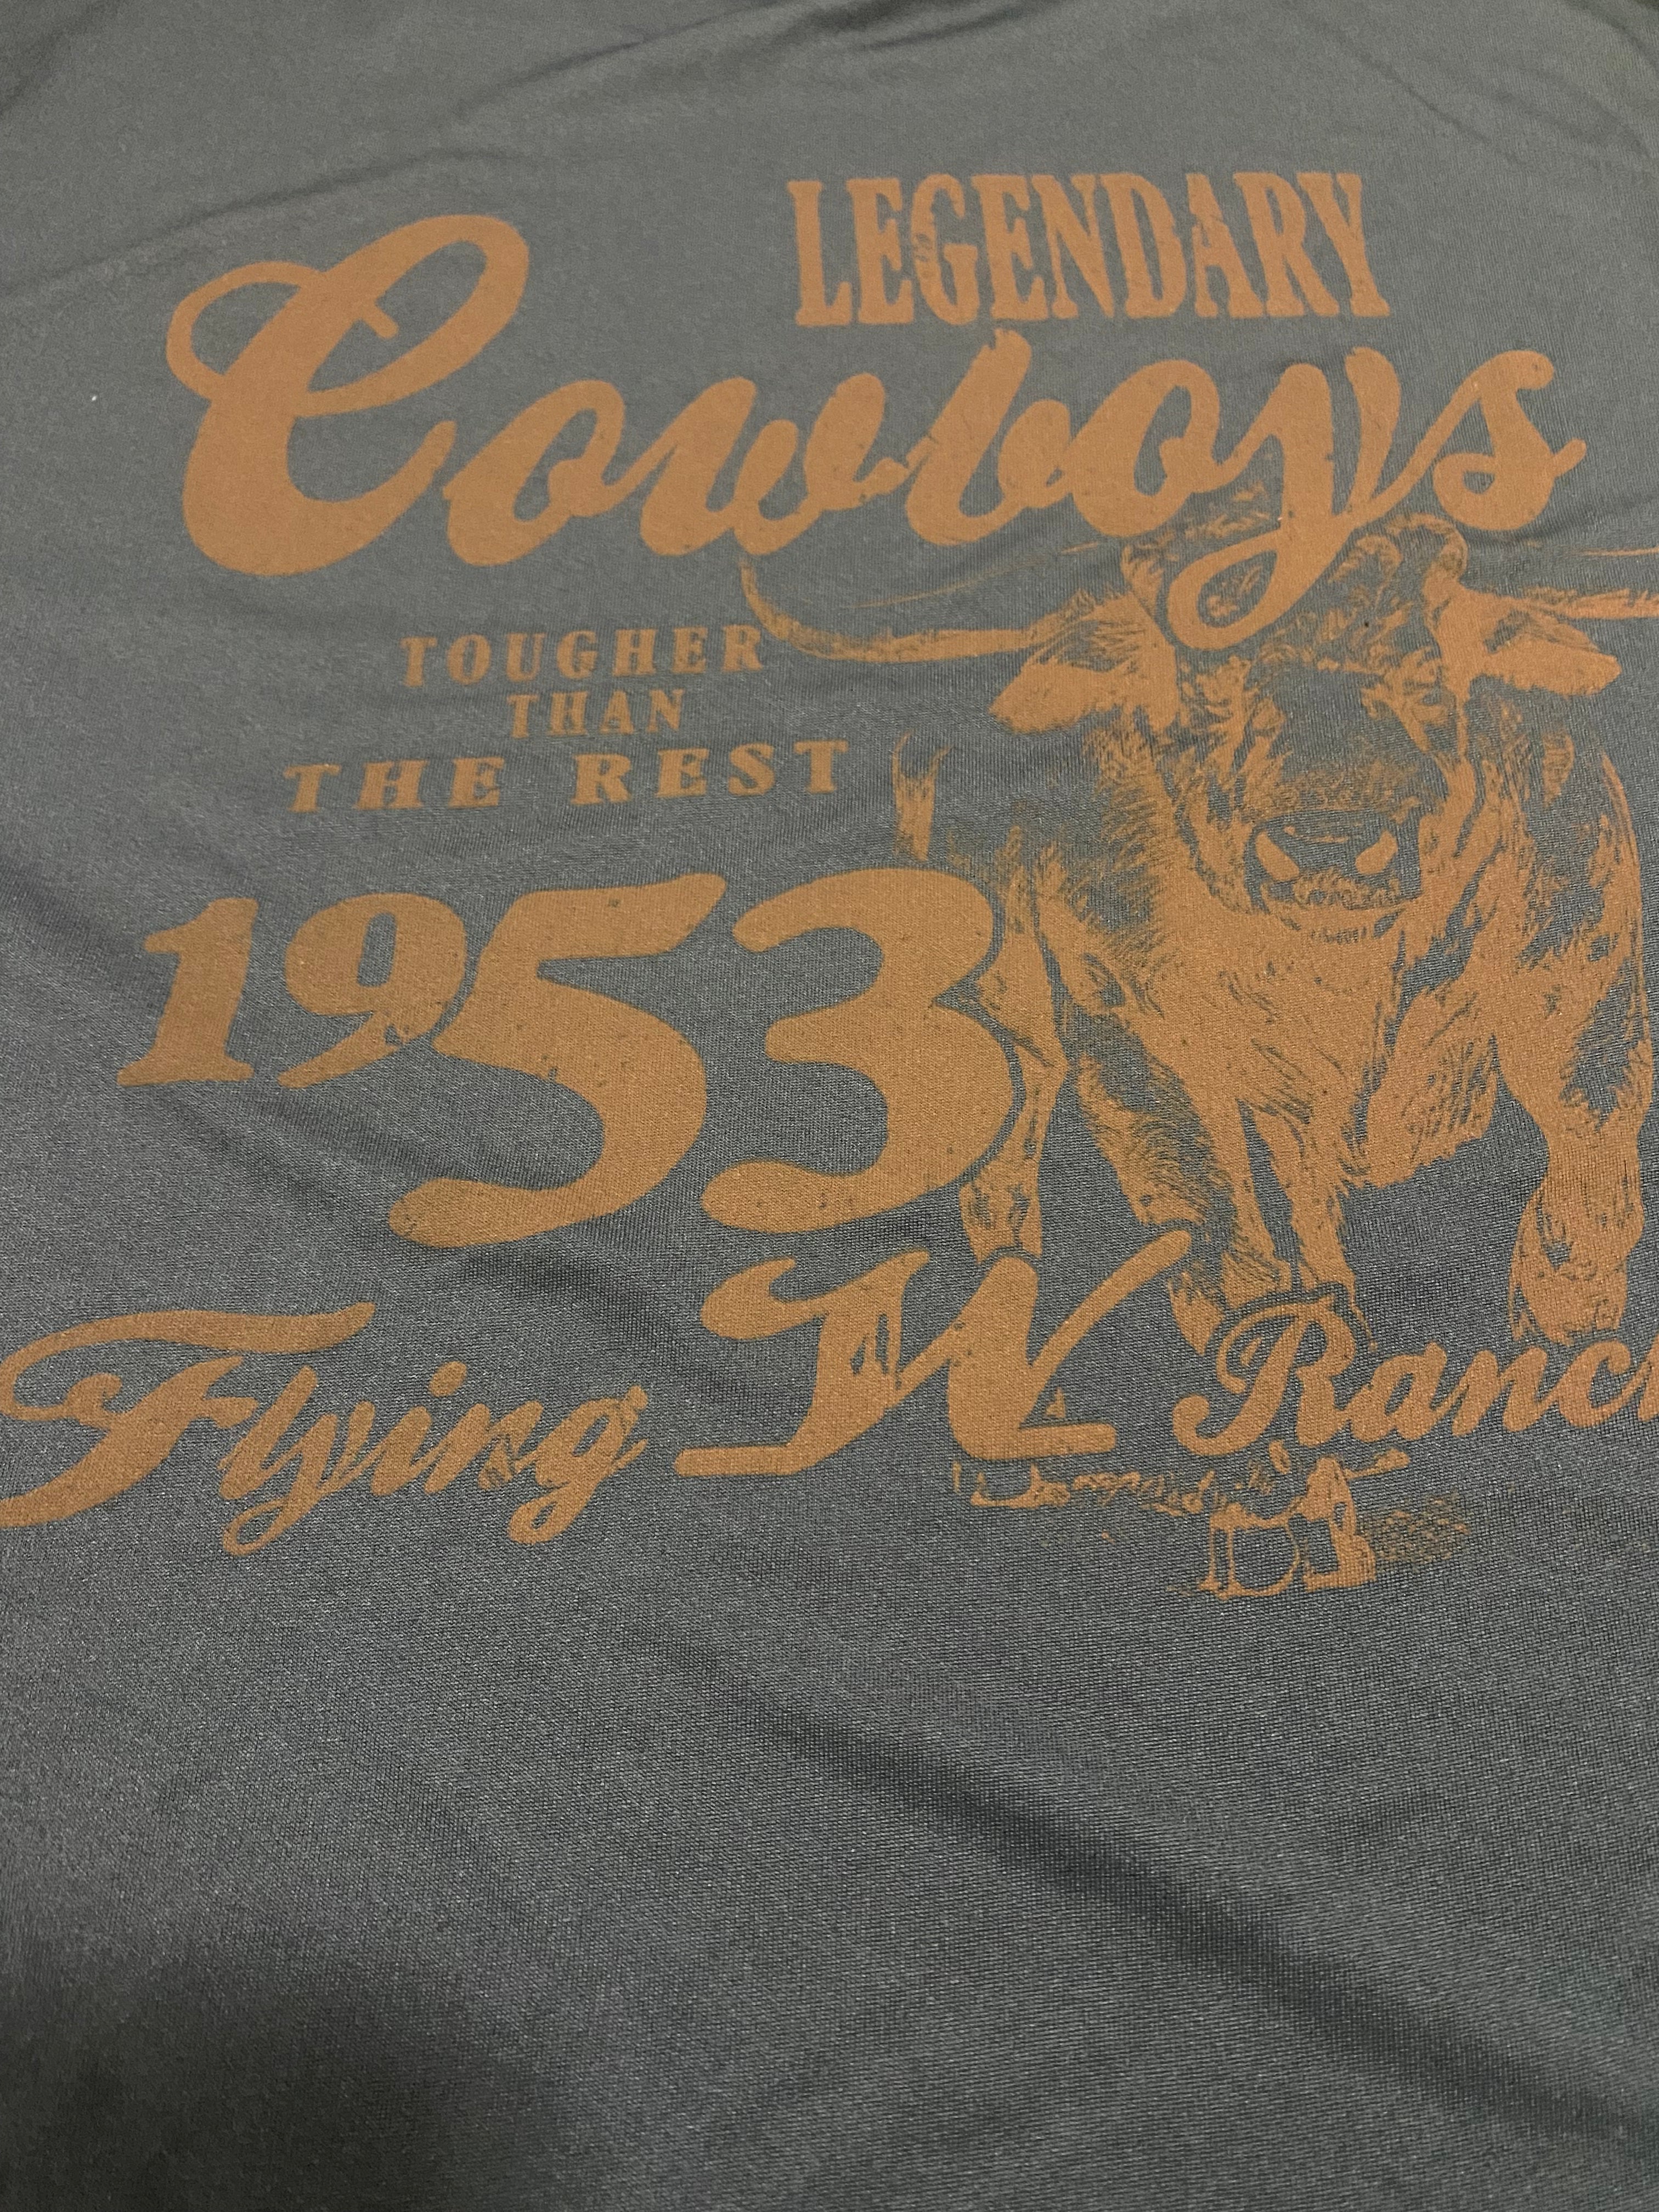 LEGENDARY
Cowboys
TOUGHER
THAN
THE REST
1953
Flying W Ranch